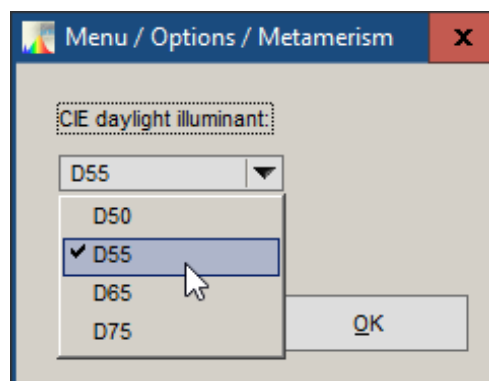 Menu / Options / Metamerism
CIE daylight illuminant:
D55
D50
D55
D65
D75
OK